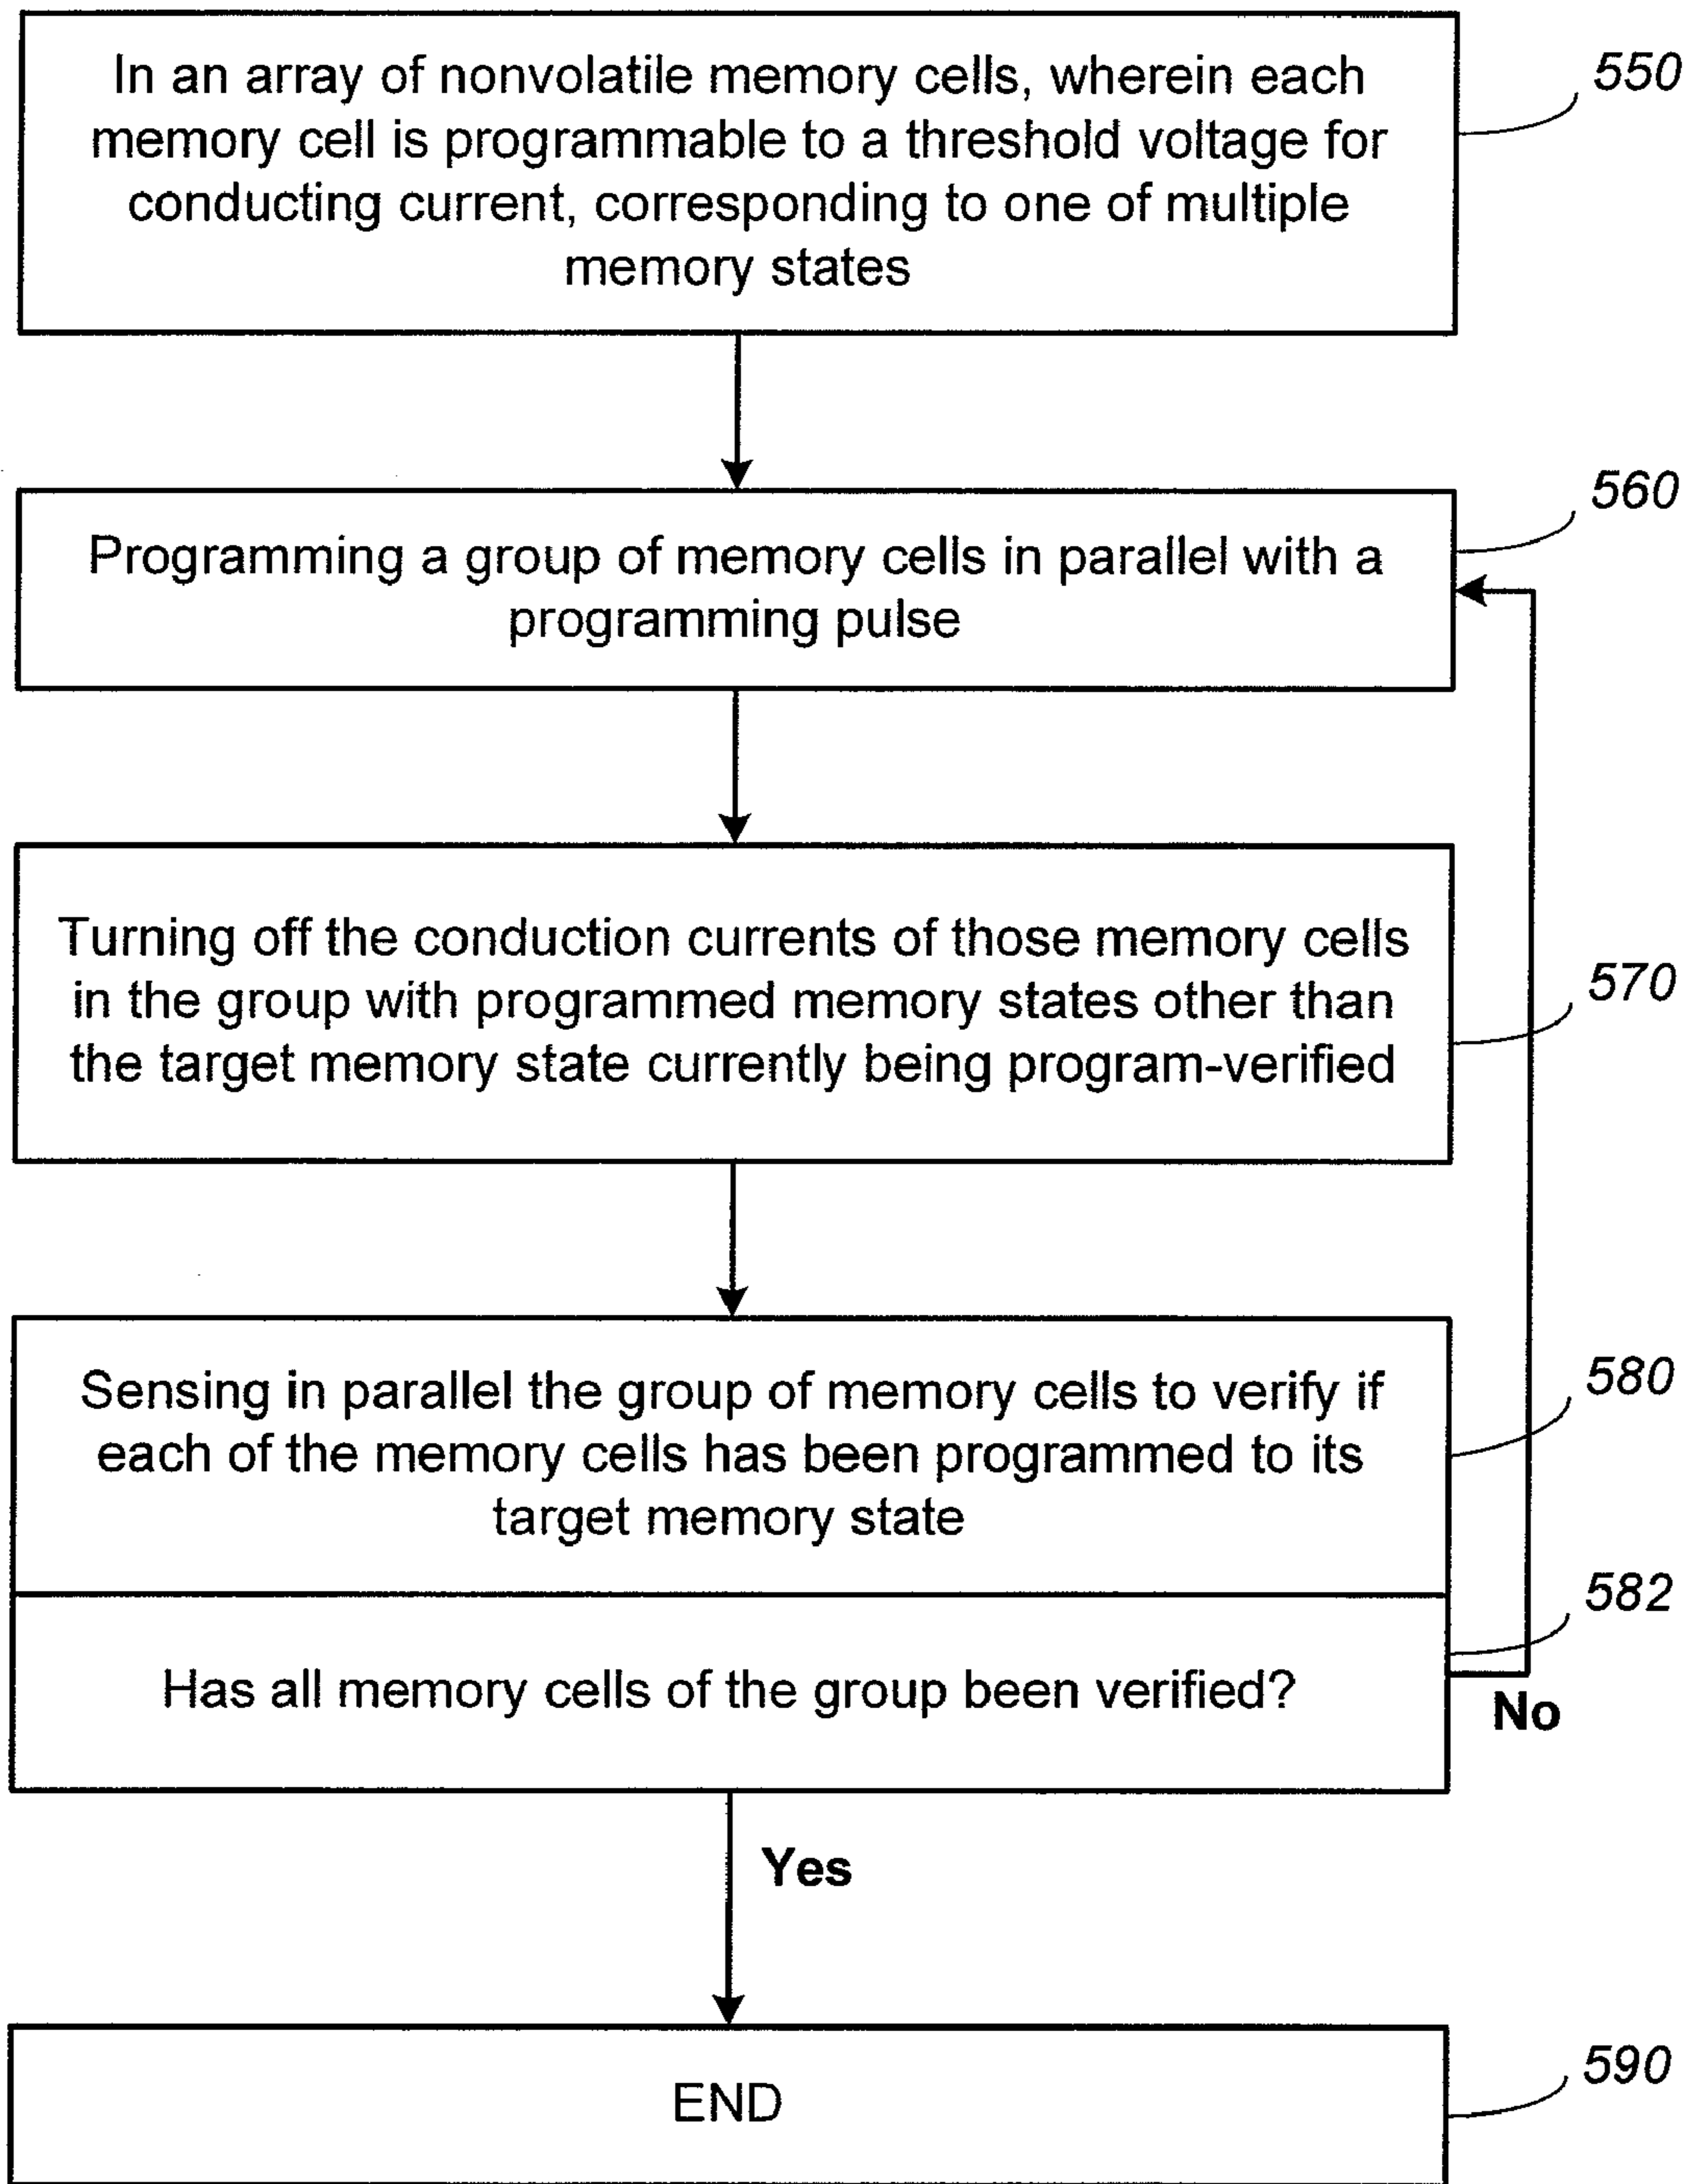 In an array of nonvolatile memory cells, wherein each
memory cell is programmable to a threshold voltage for
conducting current, corresponding to one of multiple
memory states
550
Programming a group of memory cells in parallel with a
programming pulse
560
Turning off the conduction currents of those memory cells
in the group with programmed memory states other than
the target memory state currently being program-verified
570
Sensing in parallel the group of memory cells to verify if
each of the memory cells has been programmed to its
target memory state
580
Has all memory cells of the group been verified?
582
No
Yes
END
590